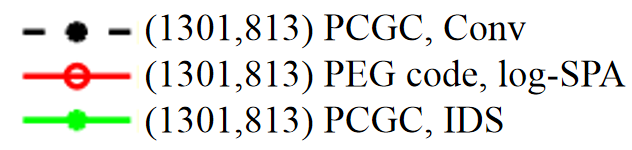 (1301,813) PCGC, Conv
(1301,813) PEG code, log-SPA
(1301,813) PCGC, IDS